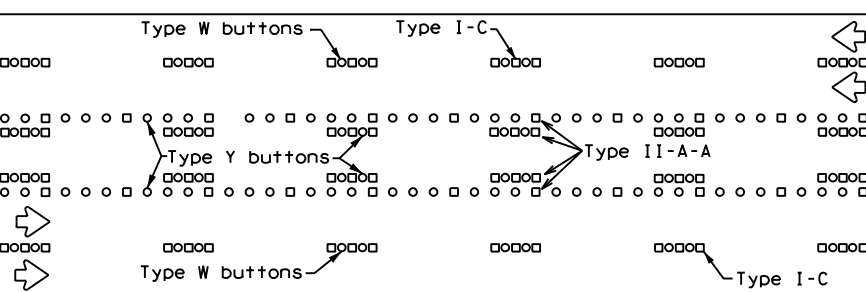 Type W buttons
Type I-C
Type Y buttons
Type II-A-A
Type W buttons
Type I-C